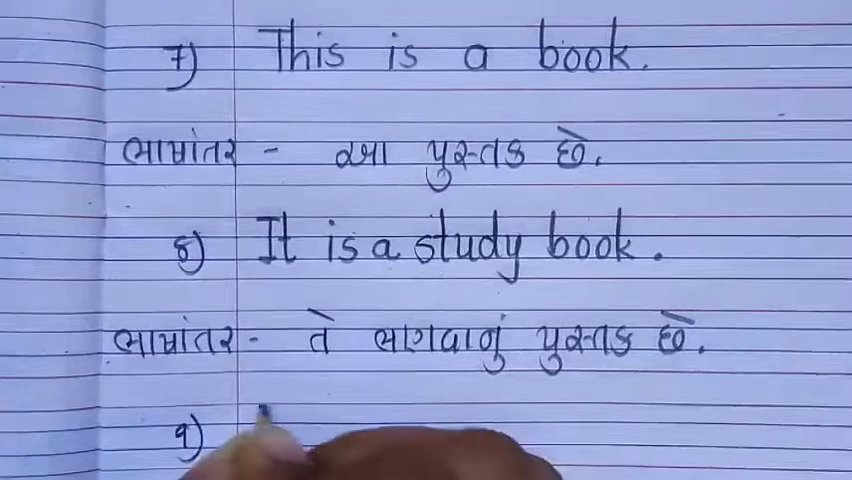 7) This is a book.
ભાષાંતર - આ પુસ્તક છે.
8) It is a study book.
ભાષાંતર - તે ભણવાનું પુસ્તક છે.
9)